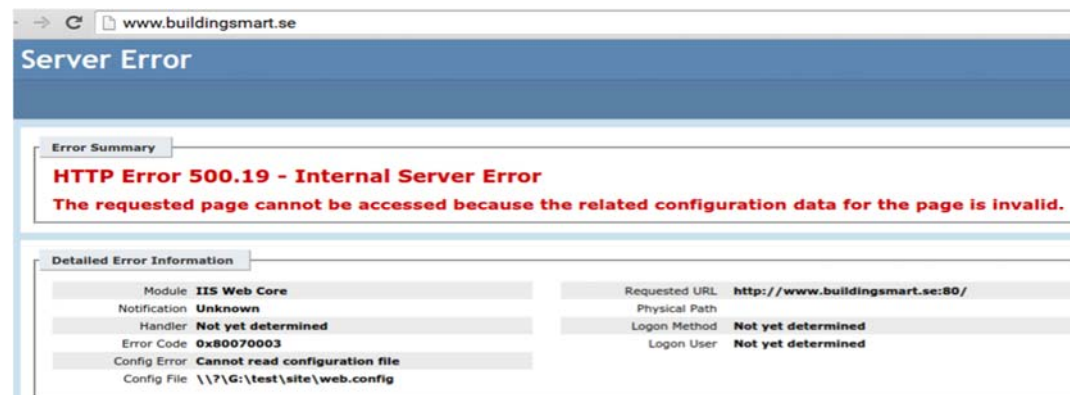 www.buildingsmart.se
Server Error
Error Summary
HTTP Error 500.19 - Internal Server Error
The requested page cannot be accessed because the related configuration data for the page is invalid.
Detailed Error Information
Module IIS Web Core
Notification Unknown
Handler Not yet determined
Error Code 0x80070003
Config Error Cannot read configuration file
Config File \\?\G:\test\site\web.config
Requested URL http://www.buildingsmart.se:80/
Physical Path
Logon Method Not yet determined
Logon User Not yet determined